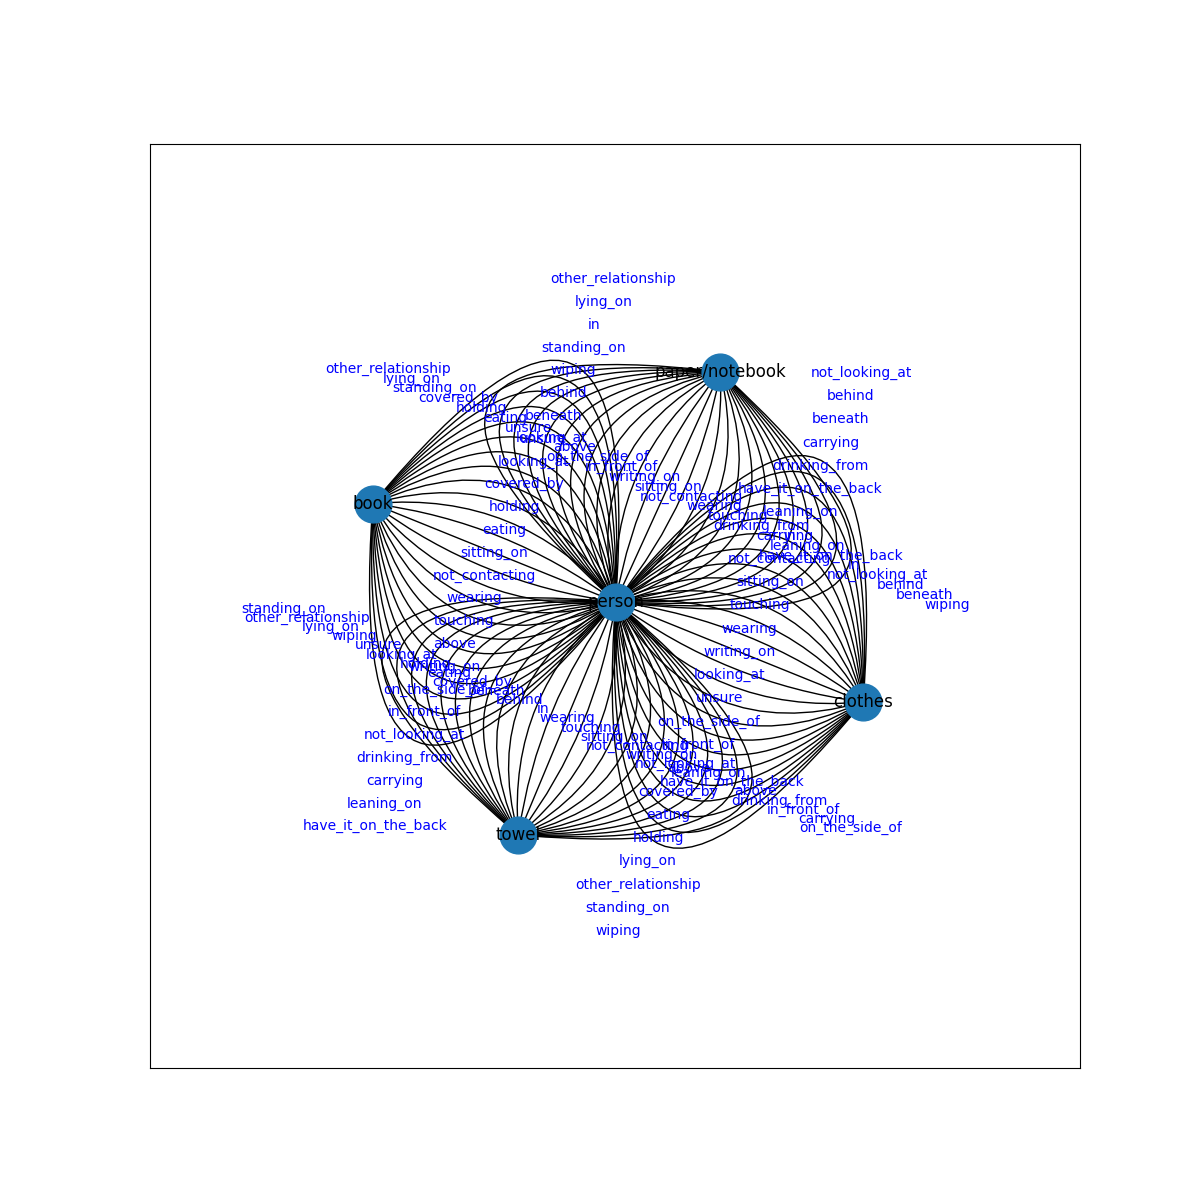 other_relationship
lying_on
in
standing_on
other_relationship
wiping
paper/notebook
not_looking_at
lying_on
standing_on
behind
behind
covered_by
holding
beneath
beneath
eating
unsure
looking_at
unsure
carrying
above
on_the_side_of
looking_at
in_front_of
drinking_from
writing_on
covered_by
sitting_on
have_it_on_the_back
not_contacting
book
holding
wearing
leaning_on
touching
drinking_from
eating
carrying
in
leaning_on
sitting_on
have_it_on_the_back
not_contacting
in
not_contacting
not_looking_at
sitting_on
behind
beneath
wearing
person
touching
wiping
standing_on
other_relationship
touching
lying_on
wearing
wiping
above
unsure
writing_on
looking_at
holding
writing_on
eating
looking_at
covered_by
on_the_side_of
beneath
behind
unsure
clothes
in
in_front_of
wearing
on_the_side_of
touching
not_looking_at
sitting_on
not_contacting
in_front_of
writing_on
drinking_from
not_looking_at
above
leaning_on
carrying
have_it_on_the_back
covered_by
above
drinking_from
leaning_on
in_front_of
eating
carrying
have_it_on_the_back
on_the_side_of
towel
holding
lying_on
other_relationship
standing_on
wiping